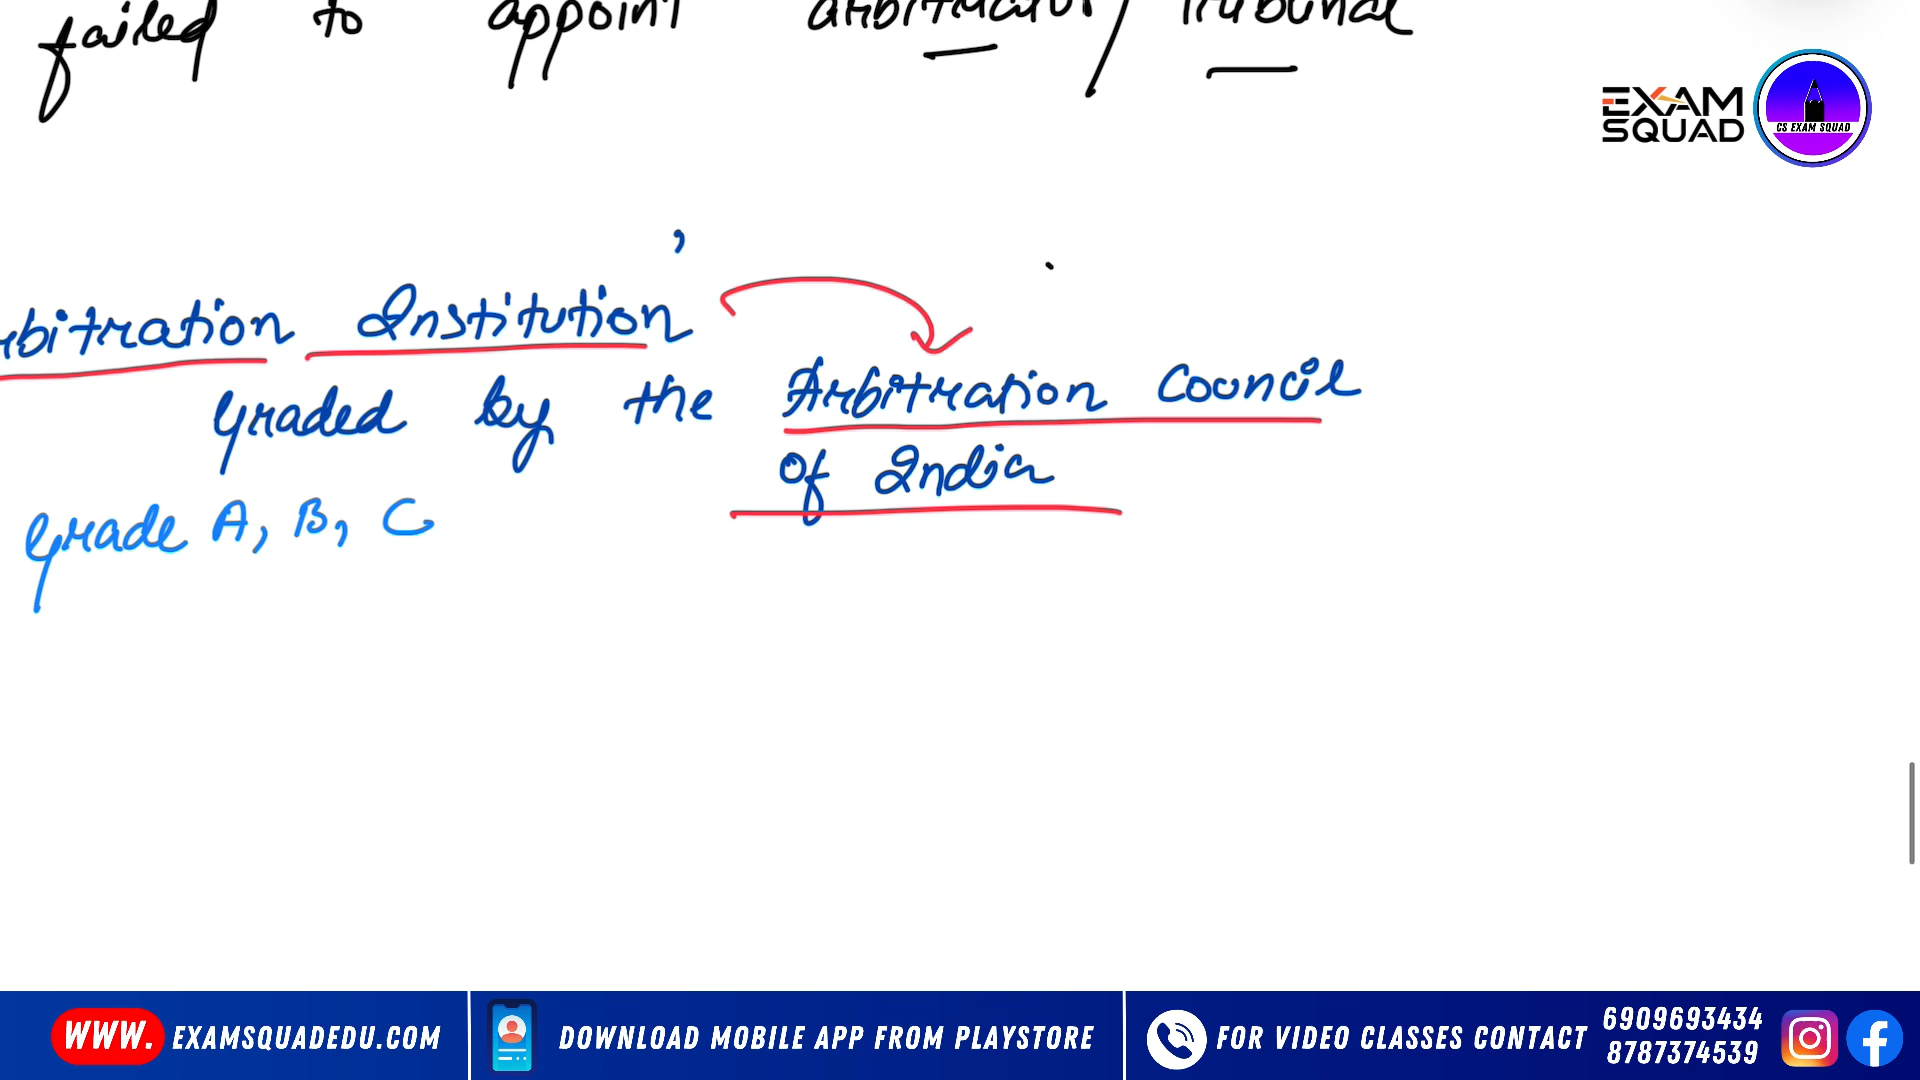 failed to appoint arbitrator/ Tribunal
EXAM
SQUAD
CS EXAM SQUAD
rbitration Institution
graded by the Arbitration Council
of India
grade A, B, C
WWW. EXAMSQUADEDU.COM
DOWNLOAD MOBILE APP FROM PLAYSTORE
FOR VIDEO CLASSES CONTACT
6909693434
8787374539